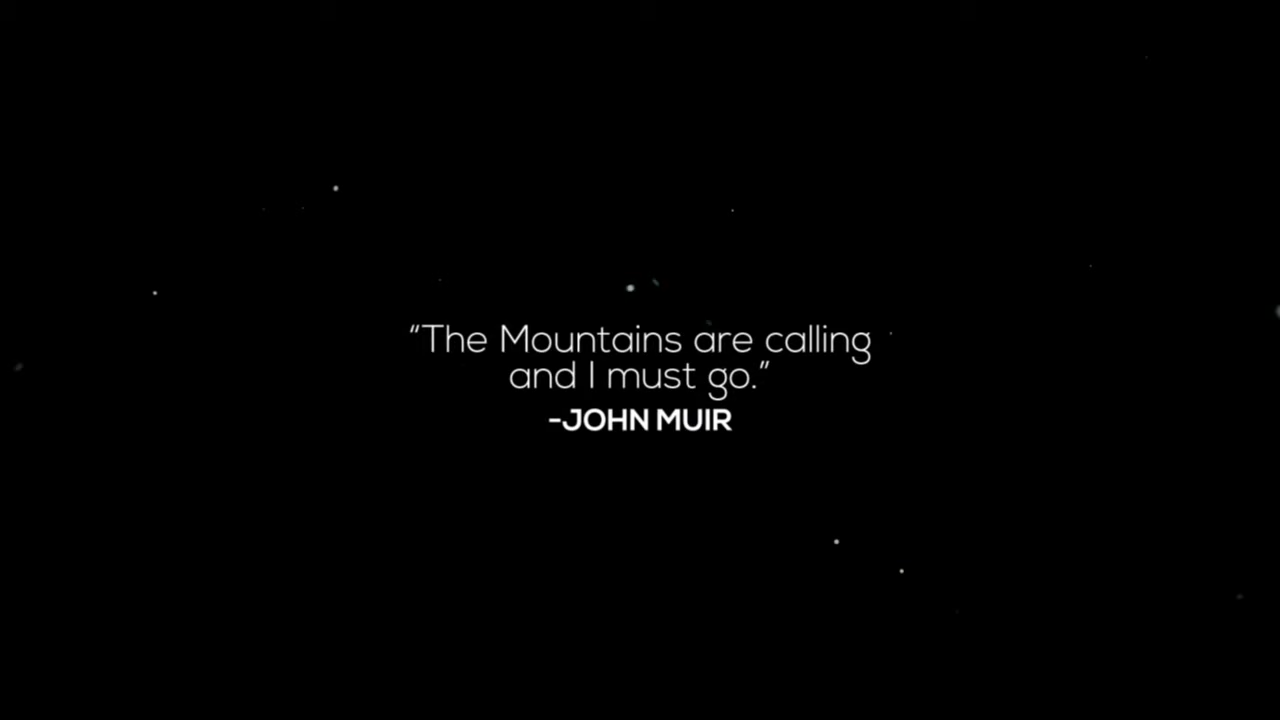 “The Mountains are calling
and I must go.”
-JOHN MUIR